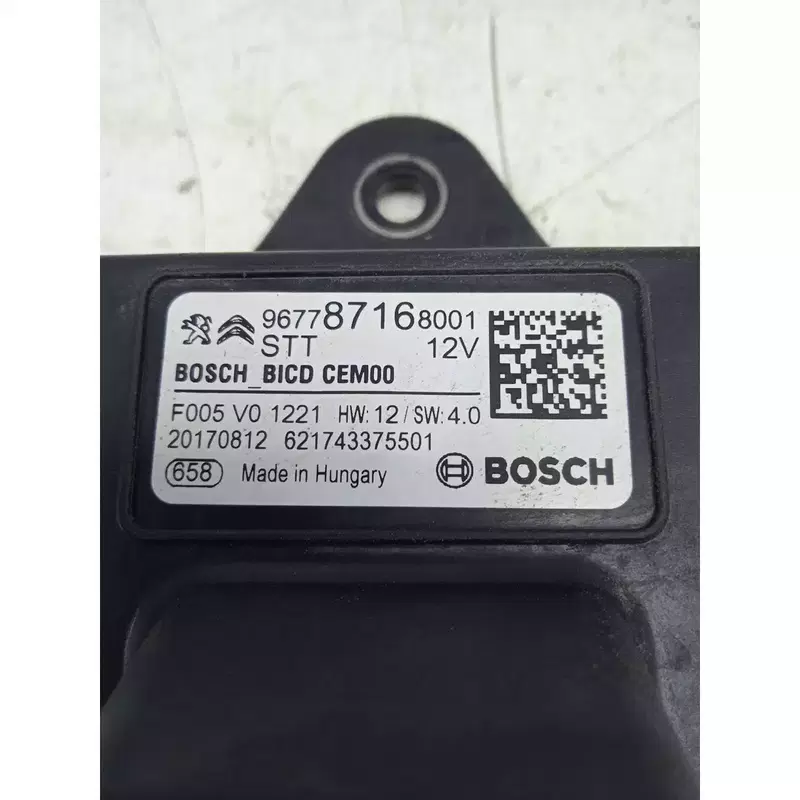 96778716 8001
STT 12V
BOSCH_BICD CEM00
F005 V0 1221 HW: 12 / SW: 4.0
20170812 621743375501
658 Made in Hungary BOSCH